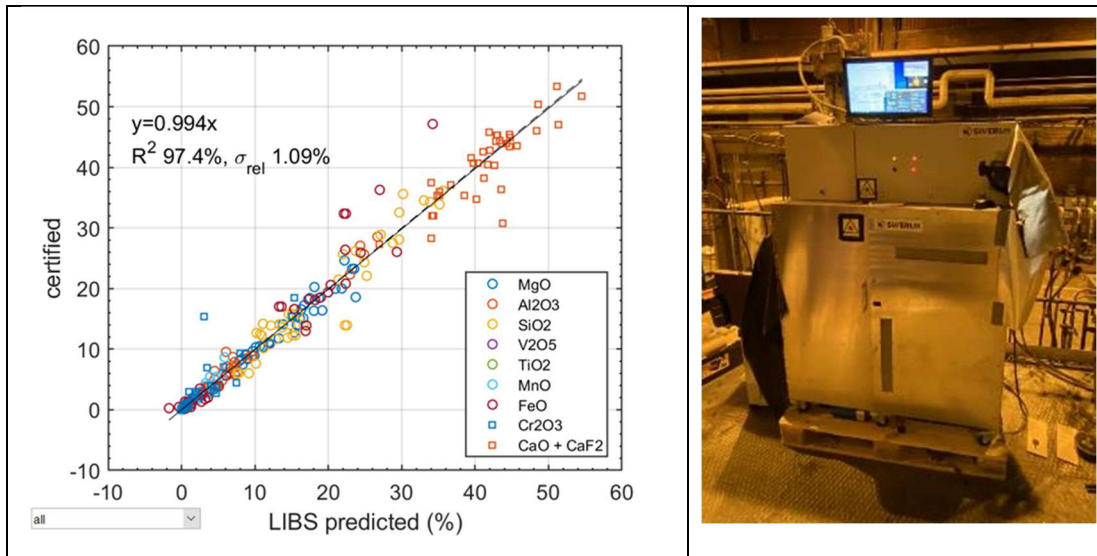 60
50
40
30
20
10
0
-10
certified
y=0.994x
R² 97.4%, σrel 1.09%
MgO
Al2O3
SiO2
V2O5
TiO2
MnO
FeO
Cr2O3
CaO + CaF2
-10 0 10 20 30 40 50 60
LIBS predicted (%)
all
SWERIM
SWERIM